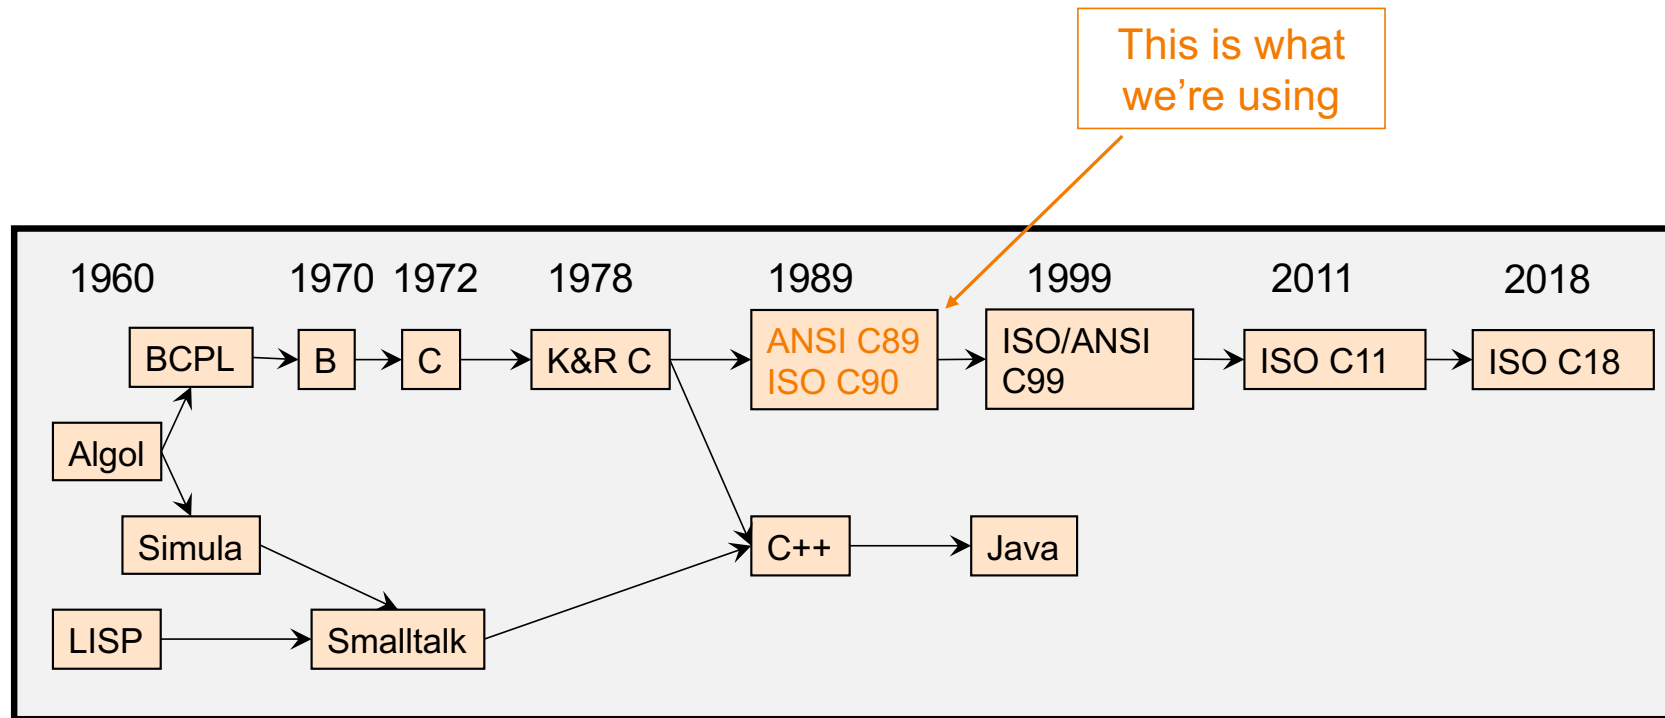 This is what
we’re using
1960 1970 1972 1978 1989 1999 2011 2018
BCPL B C K&R C ANSI C89 ISO/ANSI ISO C11 ISO C18
ISO C90 C99
Algol
Simula C++ Java
LISP Smalltalk